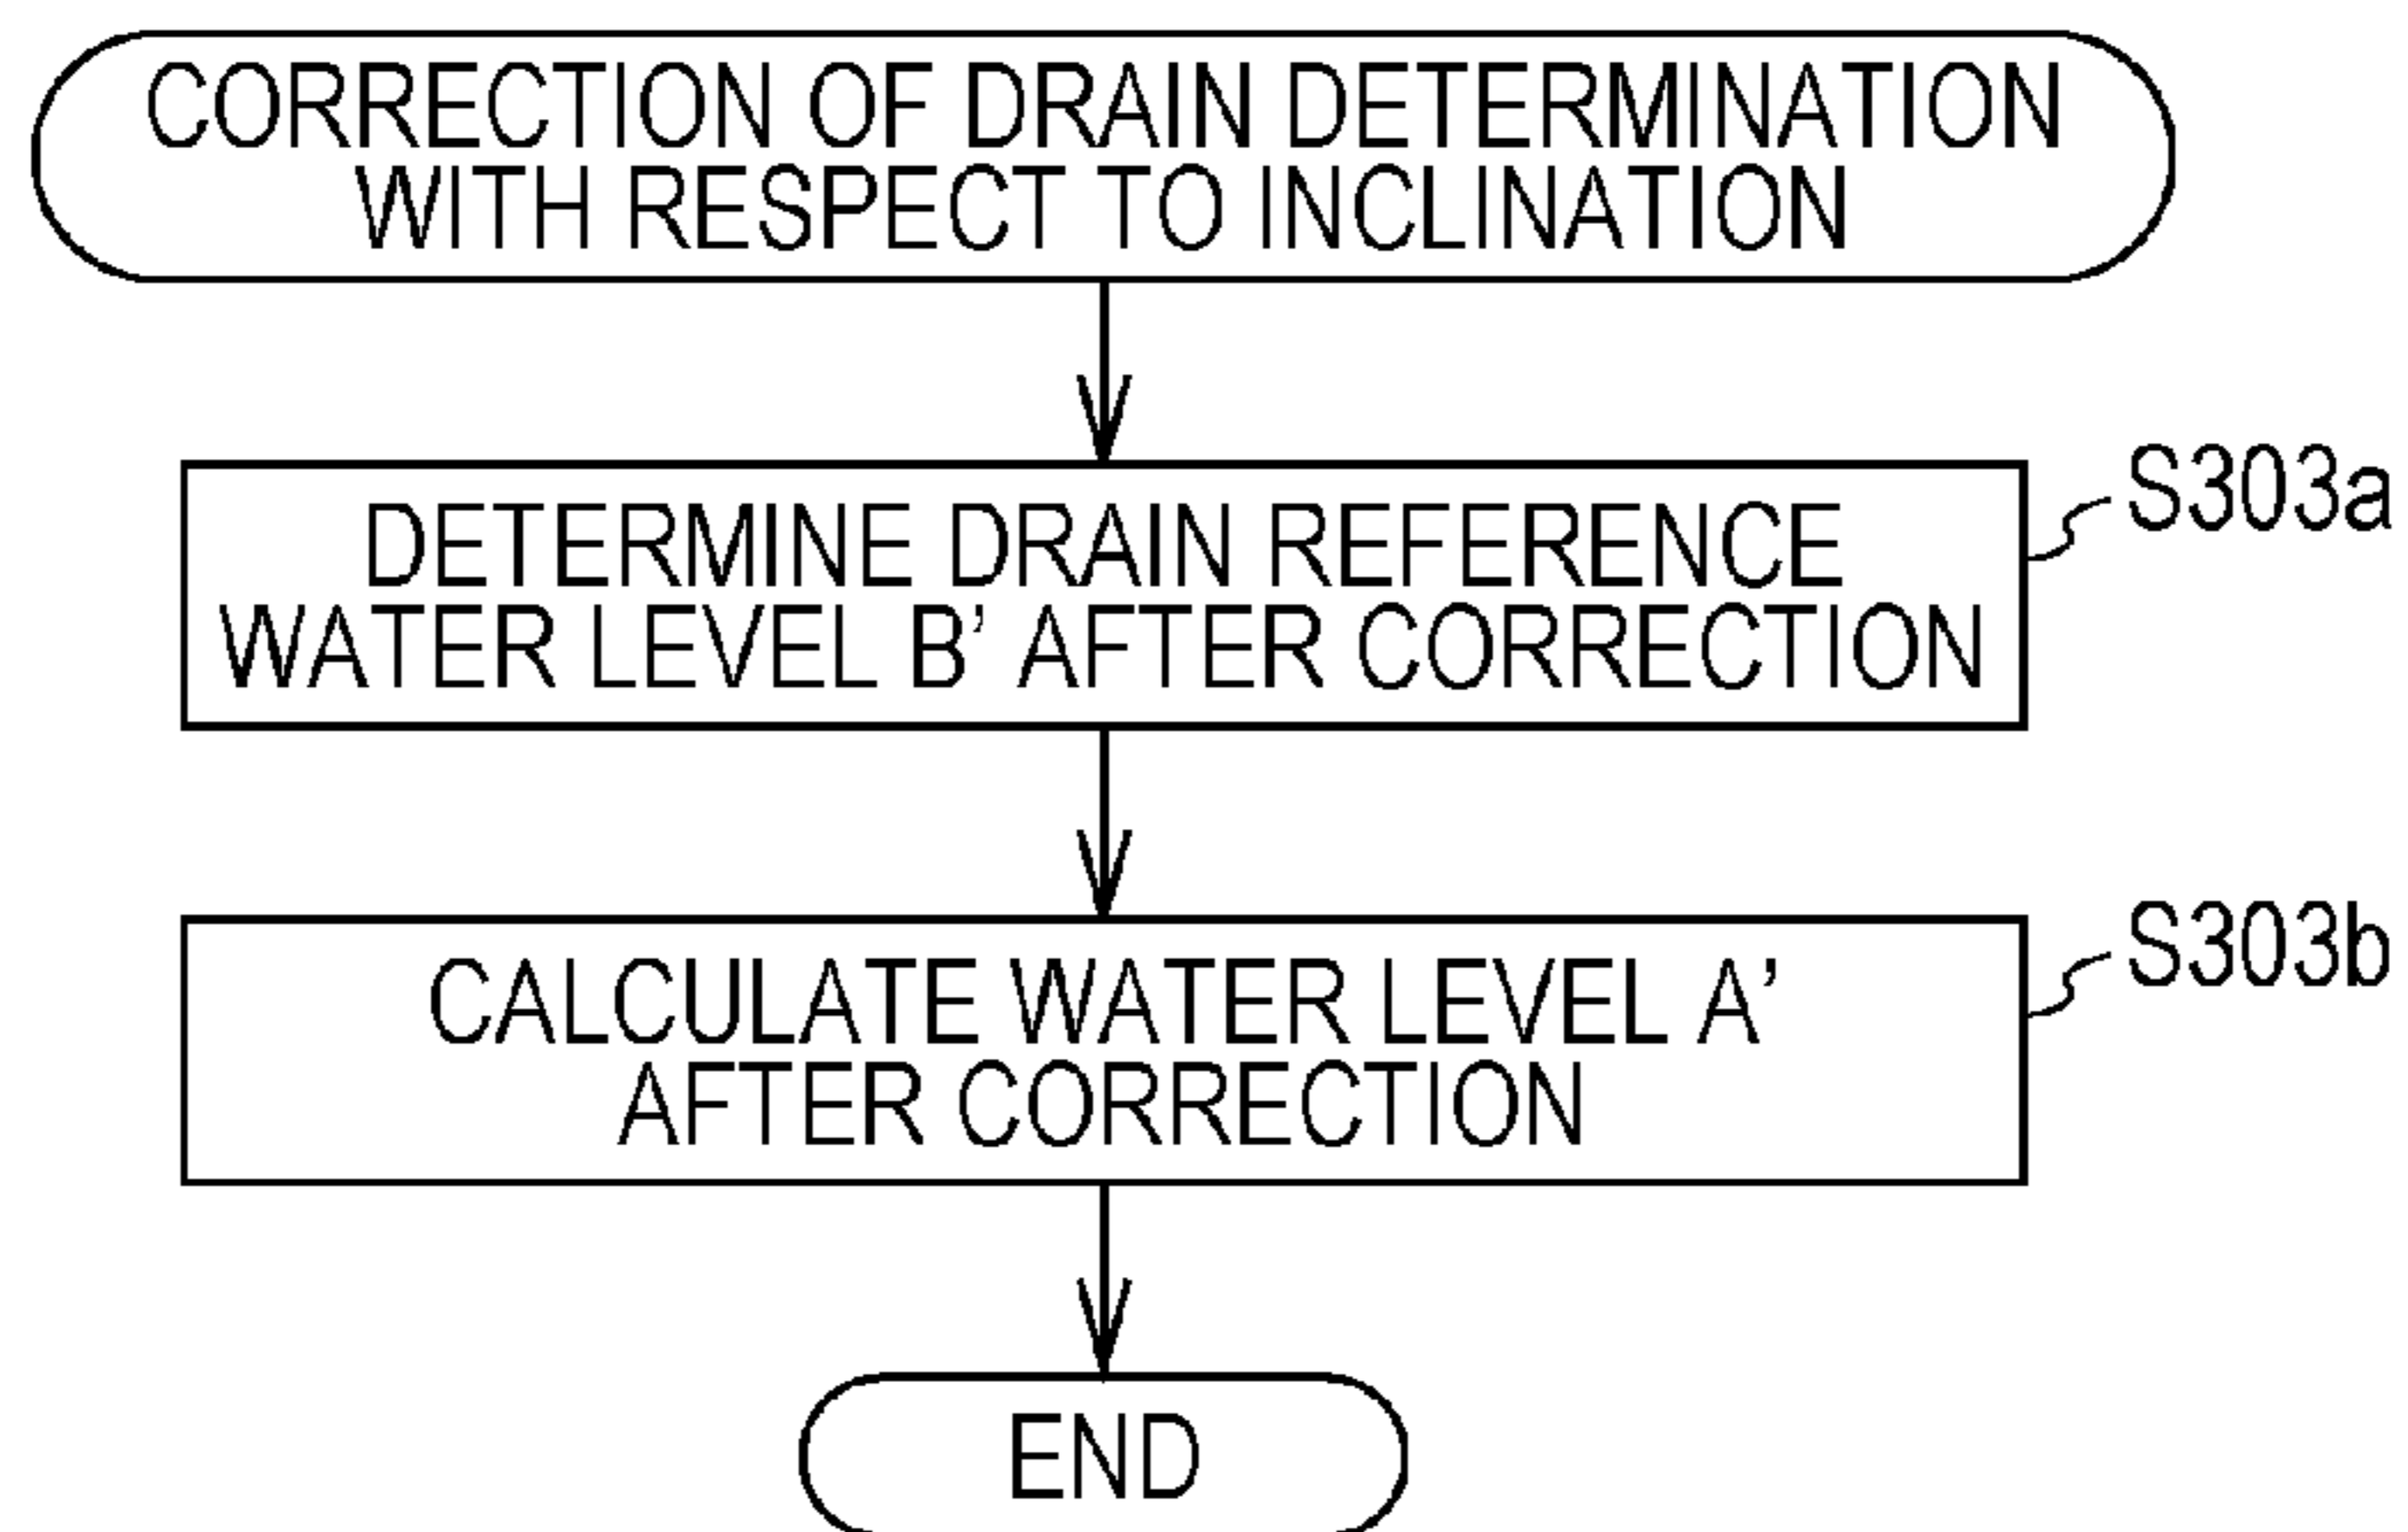 CORRECTION OF DRAIN DETERMINATION
WITH RESPECT TO INCLINATION
DETERMINE DRAIN REFERENCE
WATER LEVEL B' AFTER CORRECTION
S303a
CALCULATE WATER LEVEL A'
AFTER CORRECTION
S303b
END